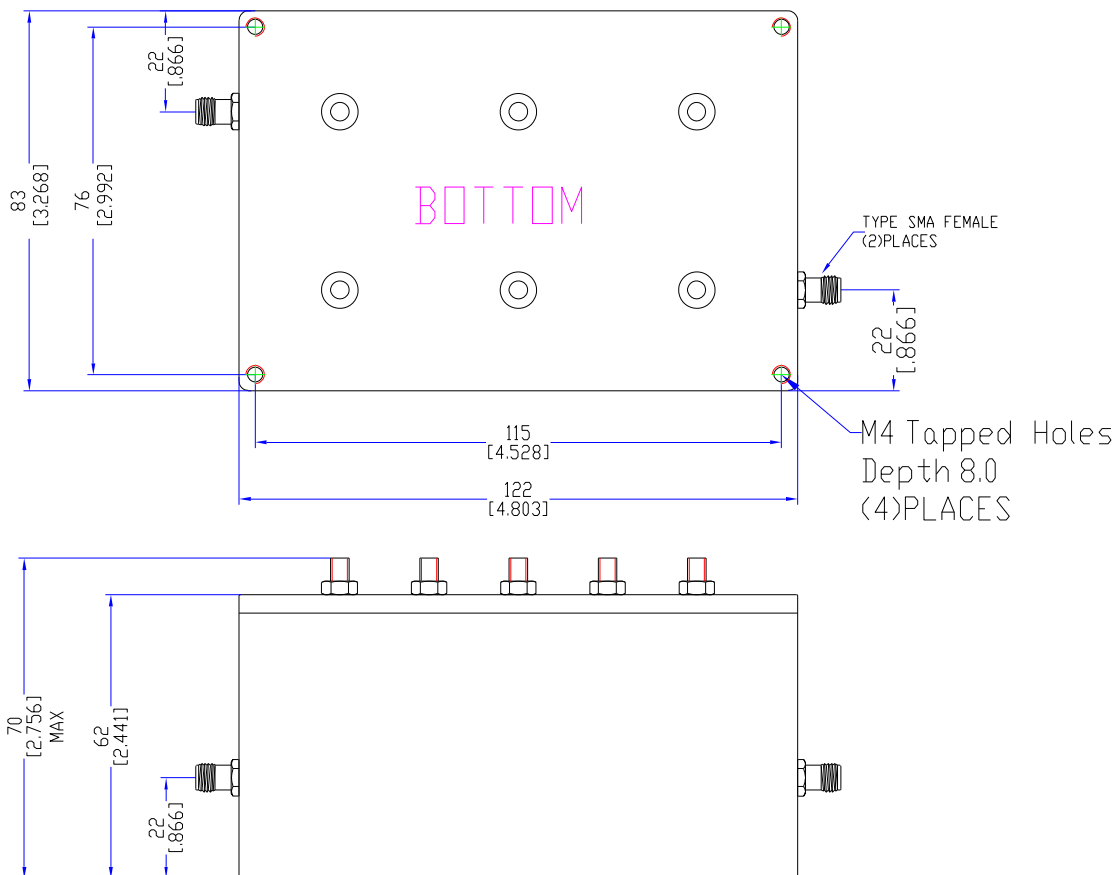 22
[.866]
83
[3.268]
76
[2.992]
BOTTOM
TYPE SMA FEMALE
(2)PLACES
22
[.866]
M4 Tapped Holes
Depth 8.0
(4)PLACES
115
[4.528]
122
[4.803]
70
[2.756]
MAX
62
[2.441]
22
[.866]